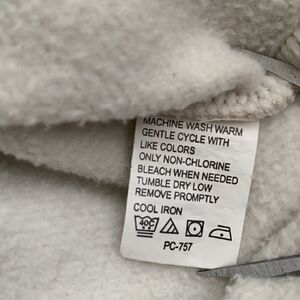 MACHINE WASH WARM
GENTLE CYCLE WITH
LIKE COLORS
ONLY NON-CHLORINE
BLEACH WHEN NEEDED
TUMBLE DRY LOW
REMOVE PROMPTLY
COOL IRON
40C
PC-757